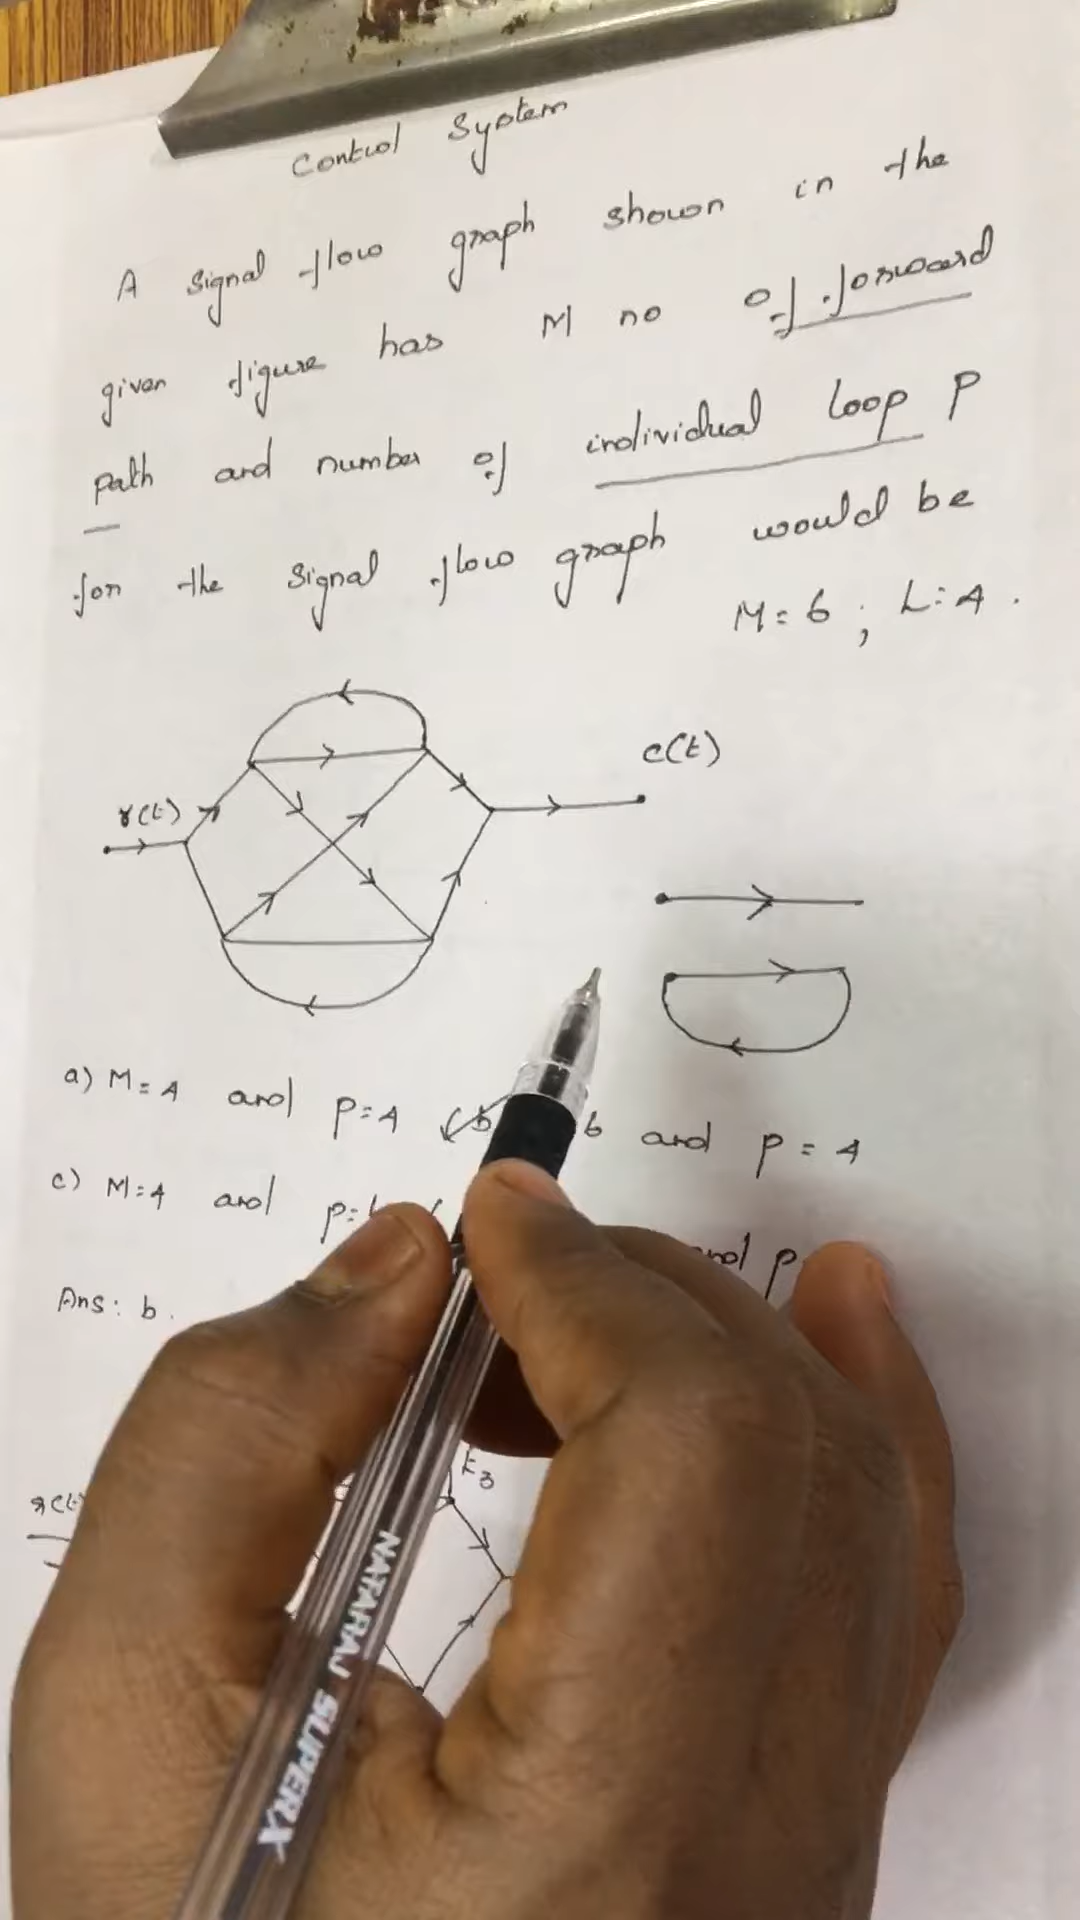 Control System
A signal flow graph shown in the
given figure has M no of forward
path and number of individual loop P
for the signal flow graph would be
M = 6 ; L = 4 .
r(t)
c(t)
a) M = 4 and P = 4
b 6 and P = 4
c) M = 4 and P =
and P
Ans : b .
r(t)
t3
NATARAJ SUPERX